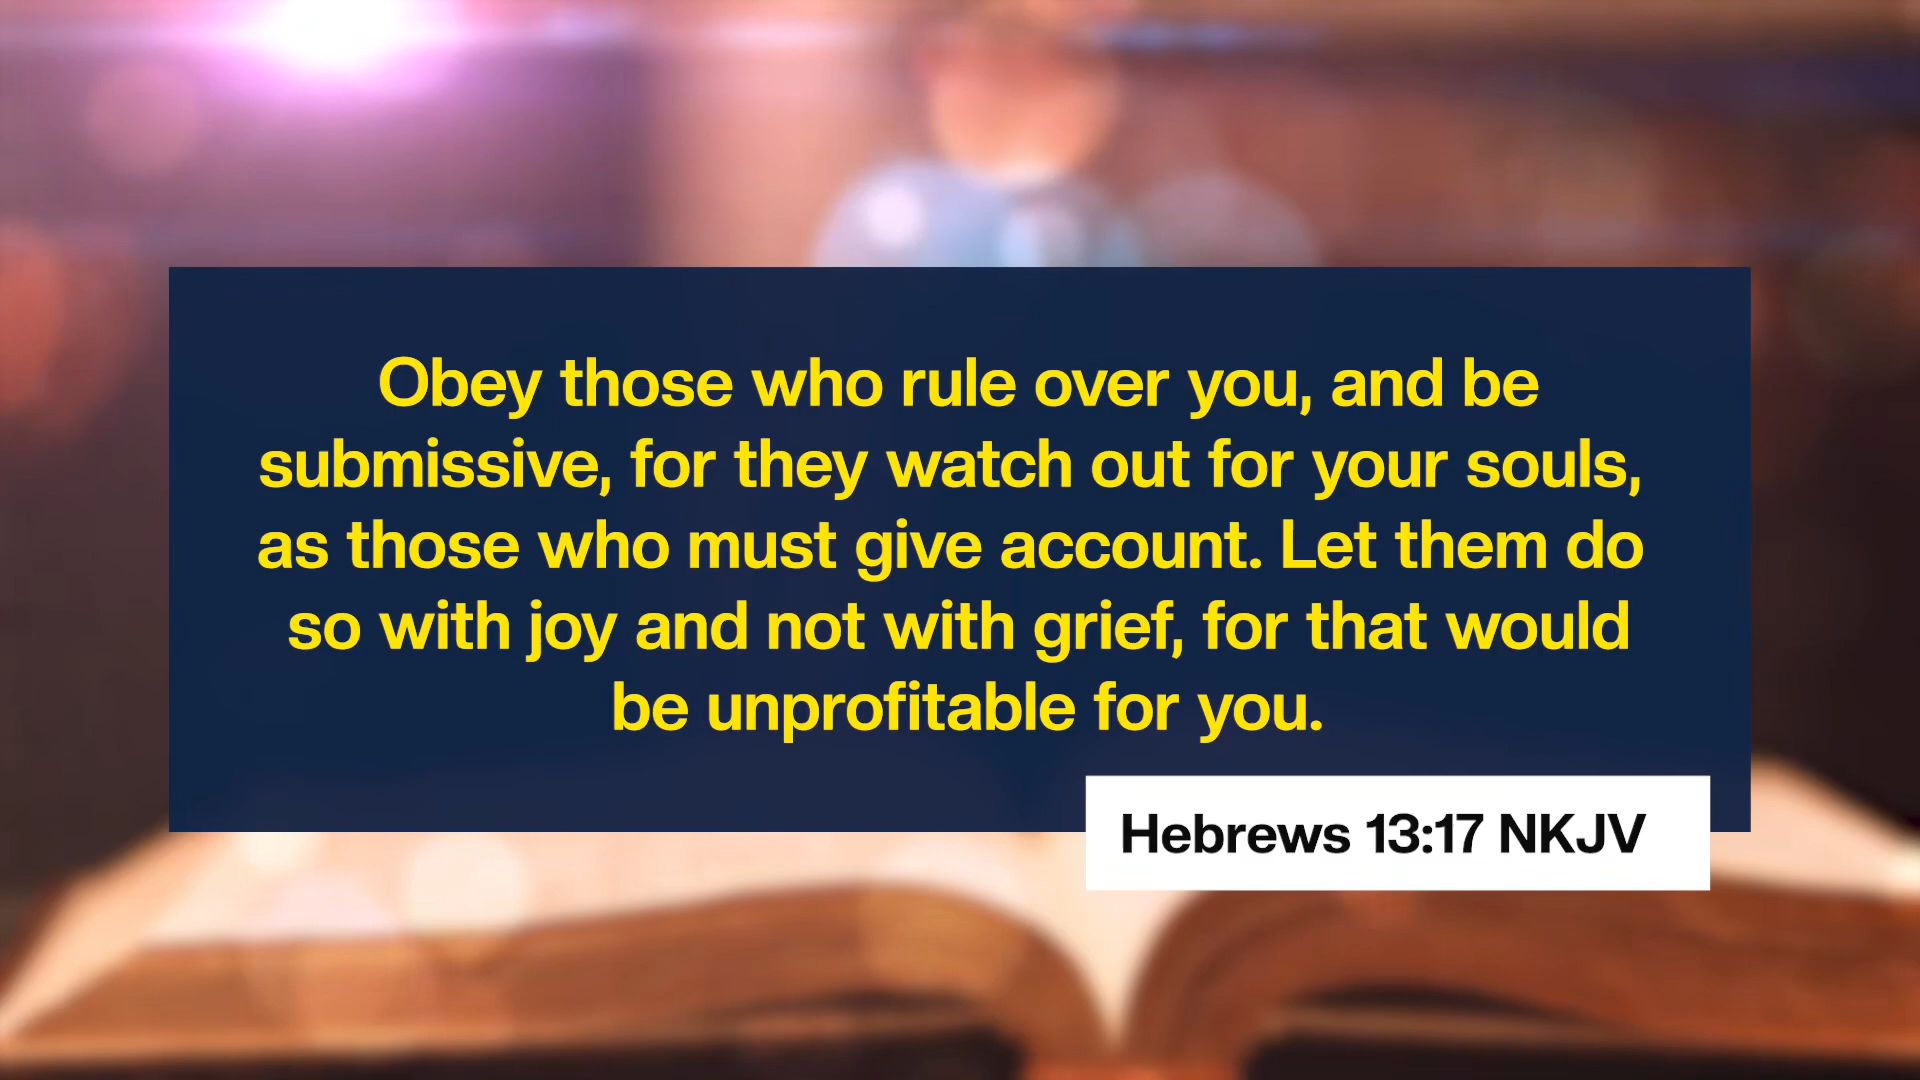 Obey those who rule over you, and be
submissive, for they watch out for your souls,
as those who must give account. Let them do
so with joy and not with grief, for that would
be unprofitable for you.
Hebrews 13:17 NKJV